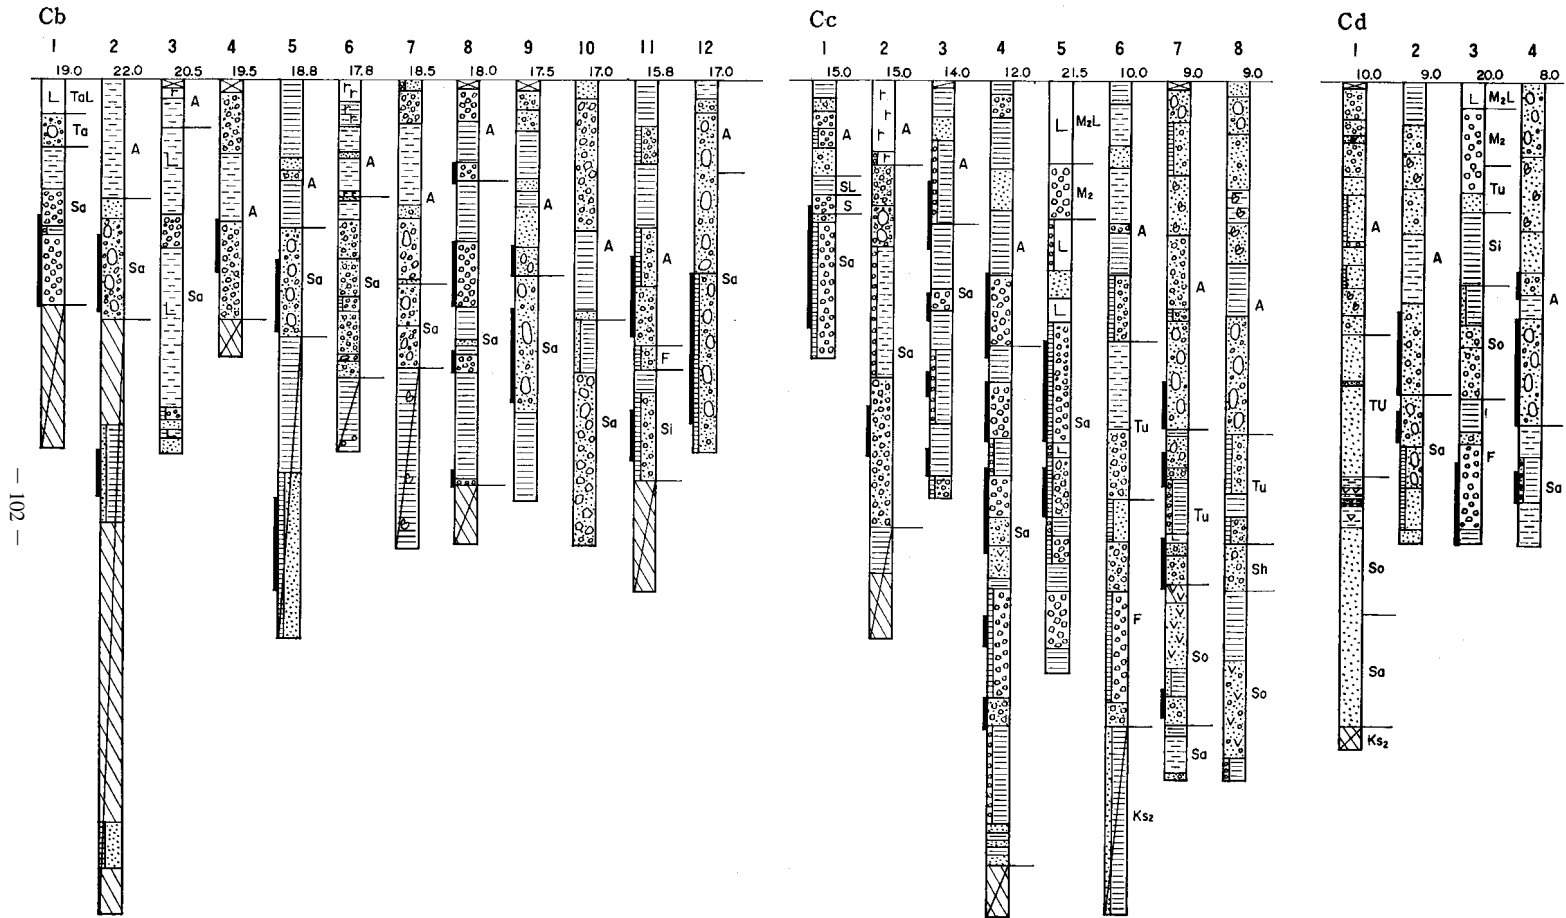 Cb Cc Cd
1 2 3 4 5 6 7 8 9 10 11 12 1 2 3 4 5 6 7 8 1 2 3 4
19.0 22.0 20.5 19.5 18.8 17.8 18.5 18.0 17.5 17.0 15.8 17.0 15.0 15.0 14.0 12.0 21.5 10.0 9.0 9.0 10.0 9.0 20.0 8.0
L TaL r A r r r r r r r L M₂L L M₂L
Ta A A A M₂
A A A SL A M₂ Tu
L A A S
Sa A A A A Si
Sa Sa Sa A Sa A L A A A A A
Sa Sa Sa Sa Sa L A So
L Sa Sa F Sa
TU F
L Si Sa Sa Tu Sa
Sa Tu Sa
Tu
Sa Sh So
F
So So Sa
Sa Ks₂
Ks₂
— 102 —